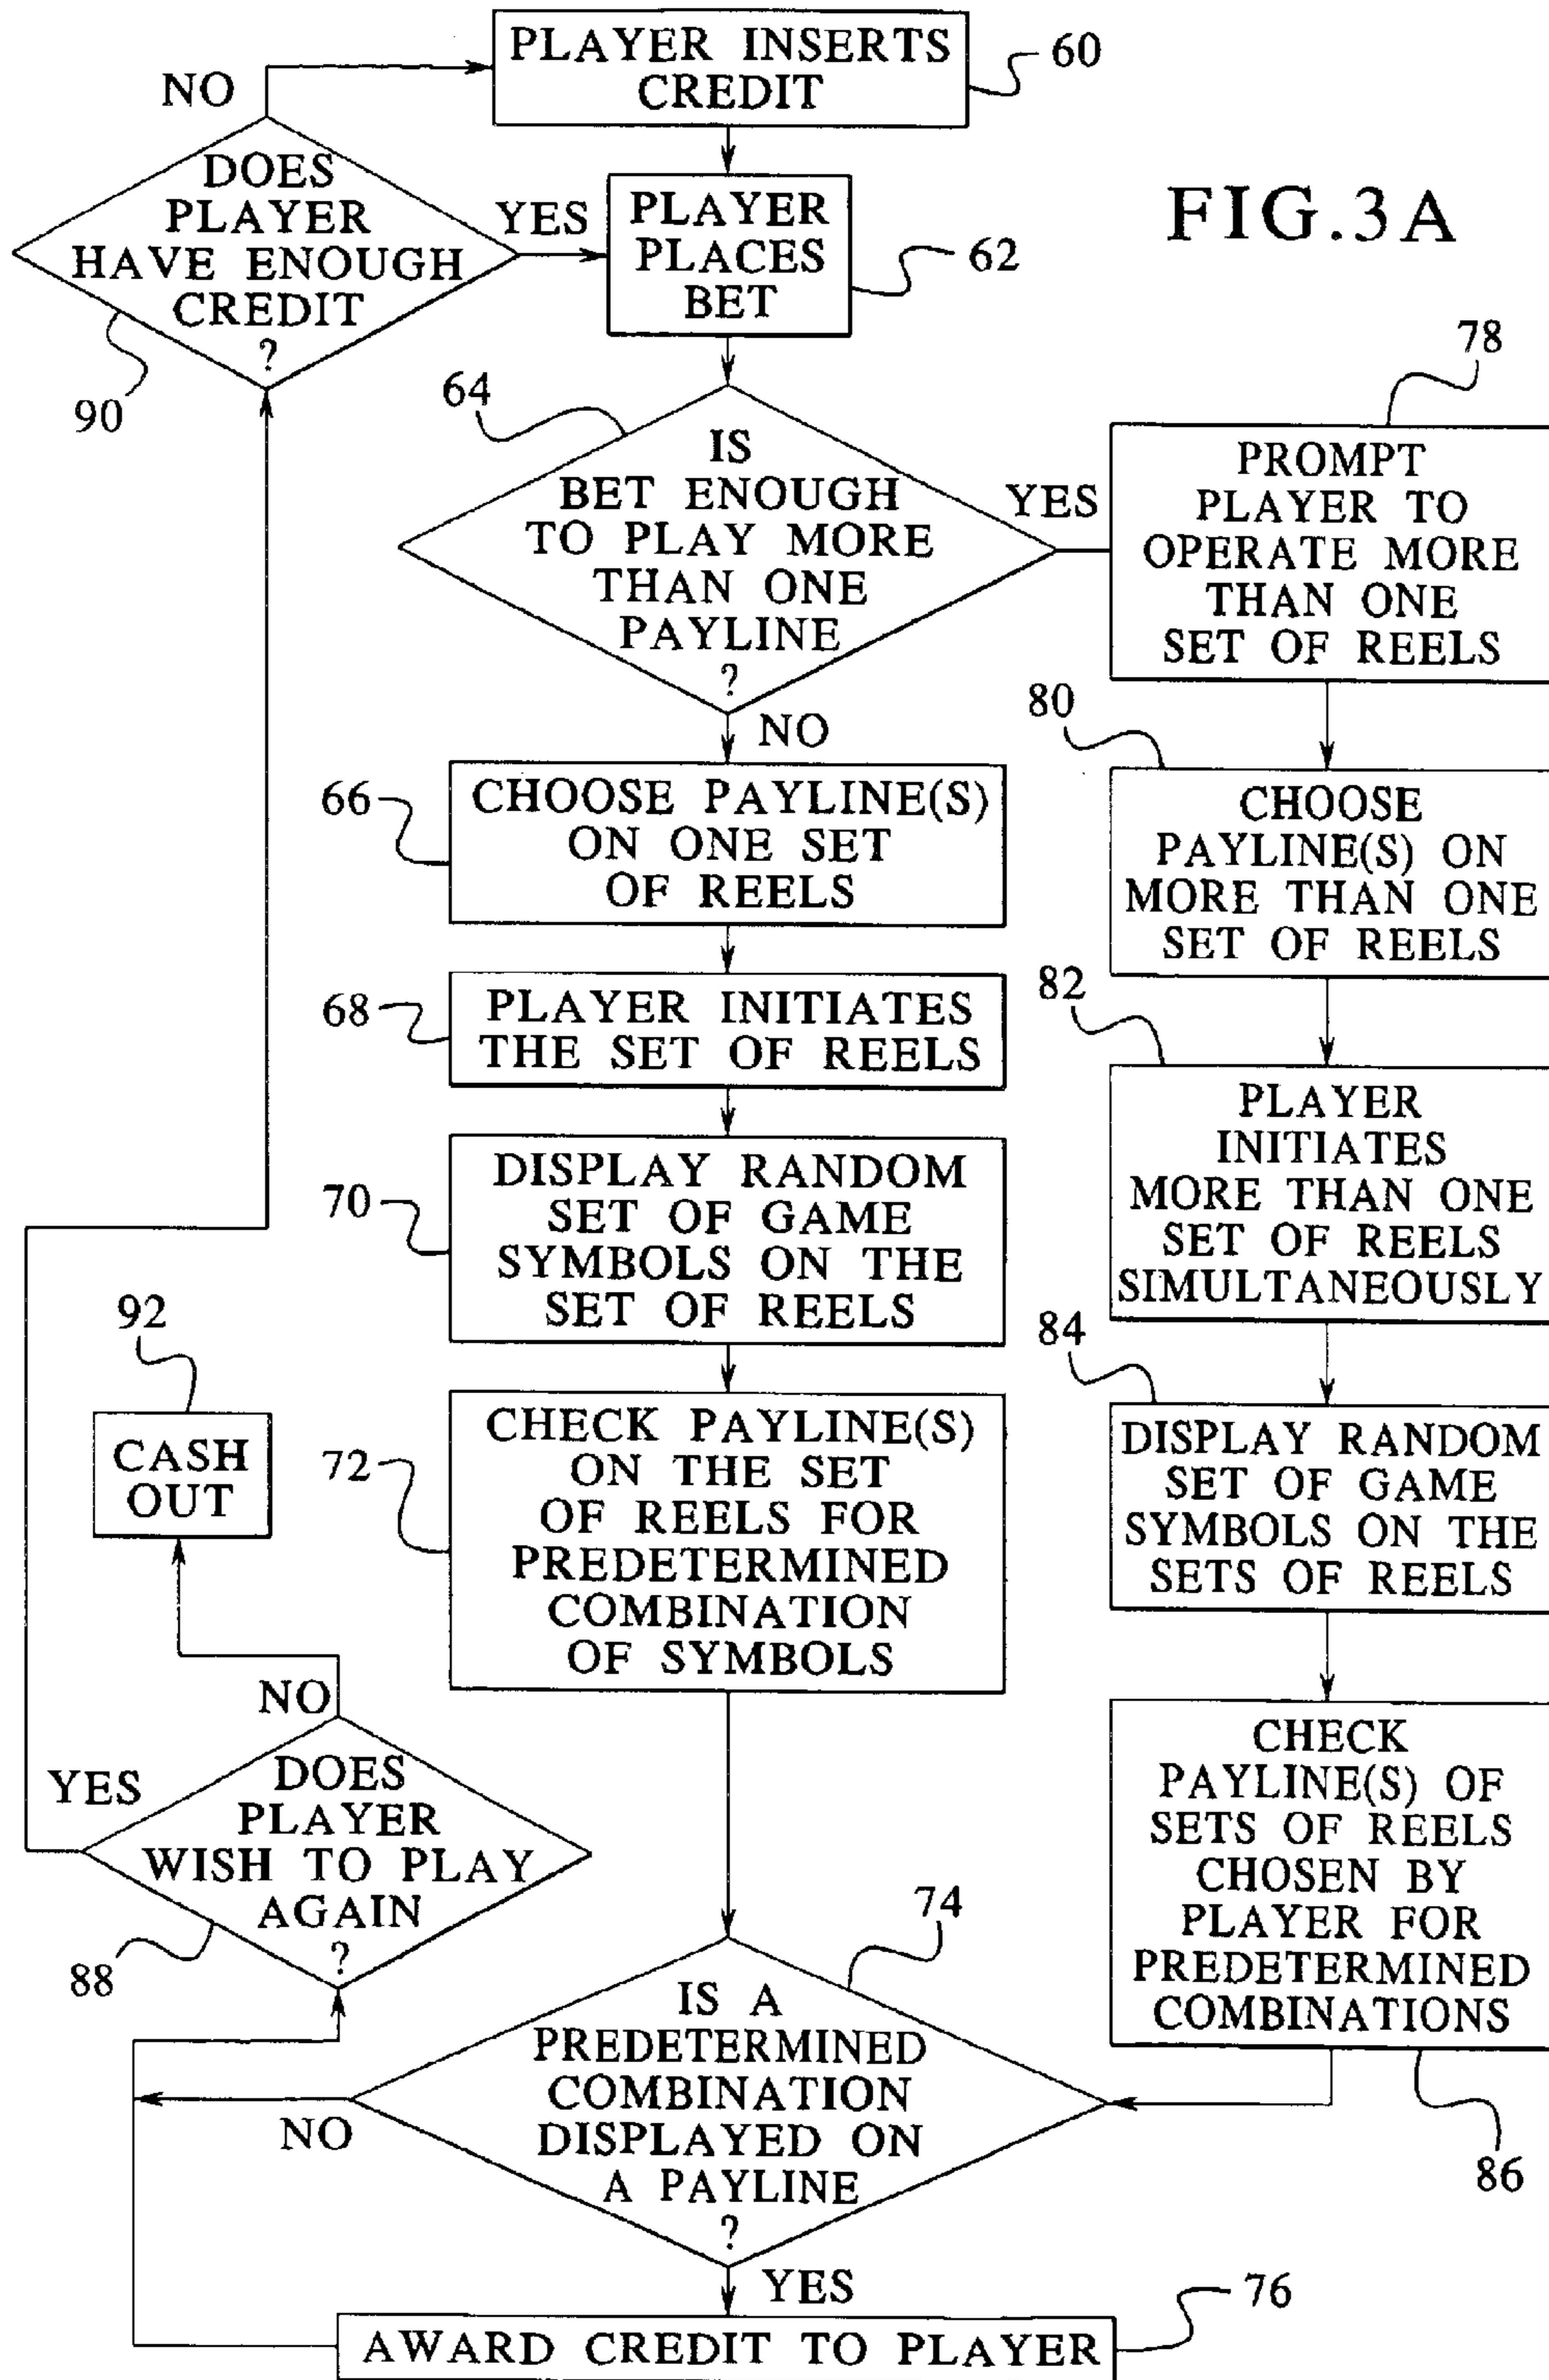 PLAYER INSERTS
CREDIT
60
NO
DOES
PLAYER
HAVE ENOUGH
CREDIT
?
90
YES
PLAYER
PLACES
BET
62
FIG.3A
64
IS
BET ENOUGH
TO PLAY MORE
THAN ONE
PAYLINE
?
YES
NO
78
PROMPT
PLAYER TO
OPERATE MORE
THAN ONE
SET OF REELS
66
CHOOSE PAYLINE(S)
ON ONE SET
OF REELS
80
CHOOSE
PAYLINE(S) ON
MORE THAN ONE
SET OF REELS
68
PLAYER INITIATES
THE SET OF REELS
82
PLAYER
INITIATES
MORE THAN ONE
SET OF REELS
SIMULTANEOUSLY
70
DISPLAY RANDOM
SET OF GAME
SYMBOLS ON THE
SET OF REELS
84
DISPLAY RANDOM
SET OF GAME
SYMBOLS ON THE
SETS OF REELS
92
CASH
OUT
72
CHECK PAYLINE(S)
ON THE SET
OF REELS FOR
PREDETERMINED
COMBINATION
OF SYMBOLS
CHECK
PAYLINE(S) OF
SETS OF REELS
CHOSEN BY
PLAYER FOR
PREDETERMINED
COMBINATIONS
86
NO
YES
DOES
PLAYER
WISH TO PLAY
AGAIN
?
88
74
IS A
PREDETERMINED
COMBINATION
DISPLAYED ON
A PAYLINE
?
NO
YES
76
AWARD CREDIT TO PLAYER